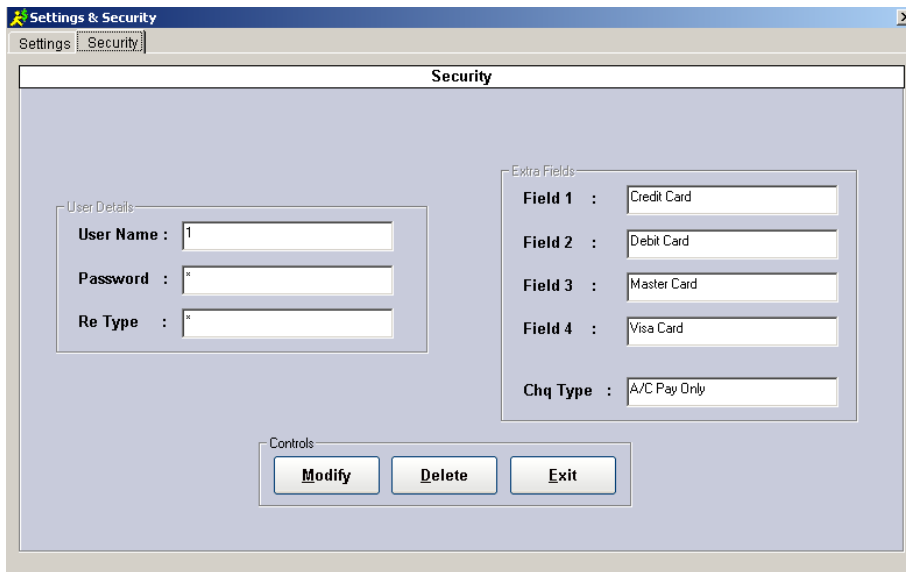 Settings & Security
Settings Security
Security
User Details
User Name : 1
Password : *
Re Type : *
Extra Fields
Field 1 : Credit Card
Field 2 : Debit Card
Field 3 : Master Card
Field 4 : Visa Card
Chq Type : A/C Pay Only
Controls
Modify Delete Exit